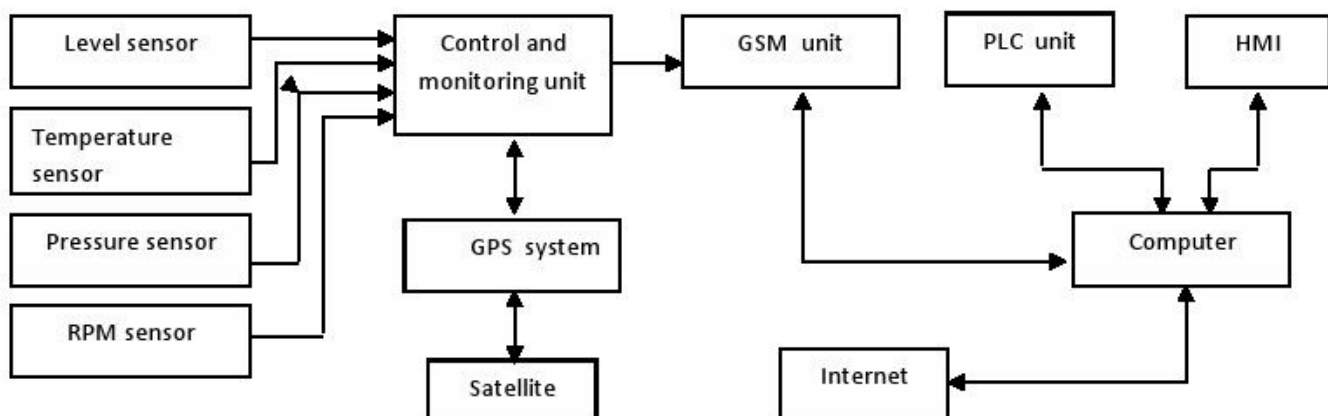 Level sensor
Control and
monitoring unit
GSM unit
PLC unit
HMI
Temperature
sensor
Pressure sensor
GPS system
Computer
RPM sensor
Satellite
Internet